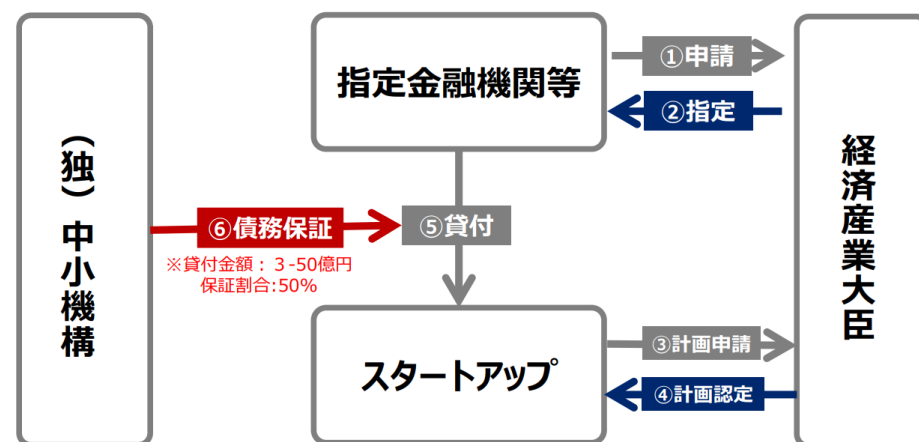 （独）中小機構
指定金融機関等
①申請
②指定
経済産業大臣
⑥債務保証
⑤貸付
※貸付金額：３-50億円
保証割合:50%
スタートアップ
③計画申請
④計画認定